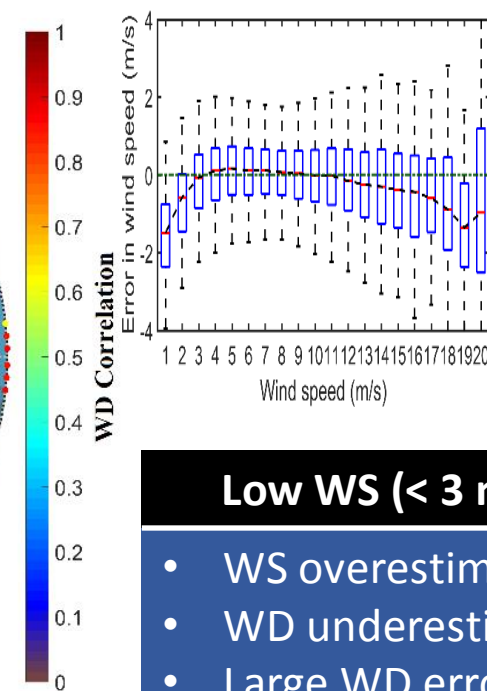 1
0.9
0.8
0.7
0.6
0.5
0.4
0.3
0.2
0.1
0
WD Correlation
Error in wind speed (m/s)
4
2
0
-2
-4
1 2 3 4 5 6 7 8 9 10 11 12 13 14 15 16 17 18 19 20
Wind speed (m/s)
Low WS (< 3
• WS overestim
• WD underesti
• Large WD erro